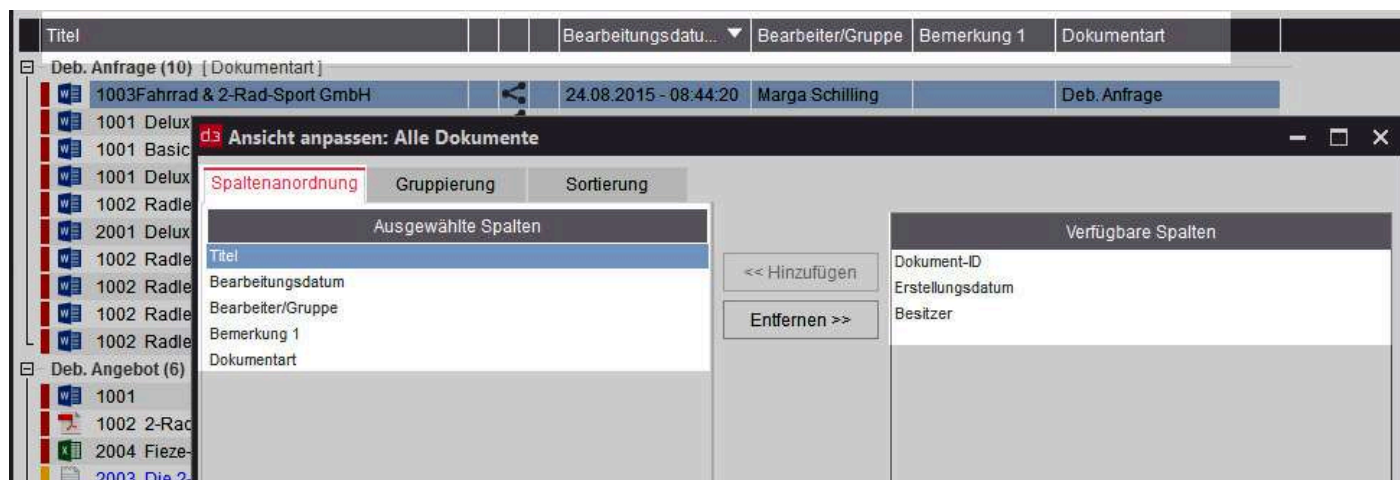 Titel Bearbeitungsdatu... Bearbeiter/Gruppe Bemerkung 1 Dokumentart
Deb. Anfrage (10) [Dokumentart]
1003Fahrrad & 2-Rad-Sport GmbH 24.08.2015 - 08:44:20 Marga Schilling Deb. Anfrage
1001 Delux
1001 Basic
1001 Delux
1002 Radle
2001 Delux
1002 Radle
1002 Radle
1002 Radle
1002 Radle
Deb. Angebot (6)
1001
1002 2-Rad
2004 Fieze-
2003 Die 2-
d3 Ansicht anpassen: Alle Dokumente
Spaltenanordnung Gruppierung Sortierung
Ausgewählte Spalten
Titel
Bearbeitungsdatum
Bearbeiter/Gruppe
Bemerkung 1
Dokumentart
<< Hinzufügen
Entfernen >>
Verfügbare Spalten
Dokument-ID
Erstellungsdatum
Besitzer